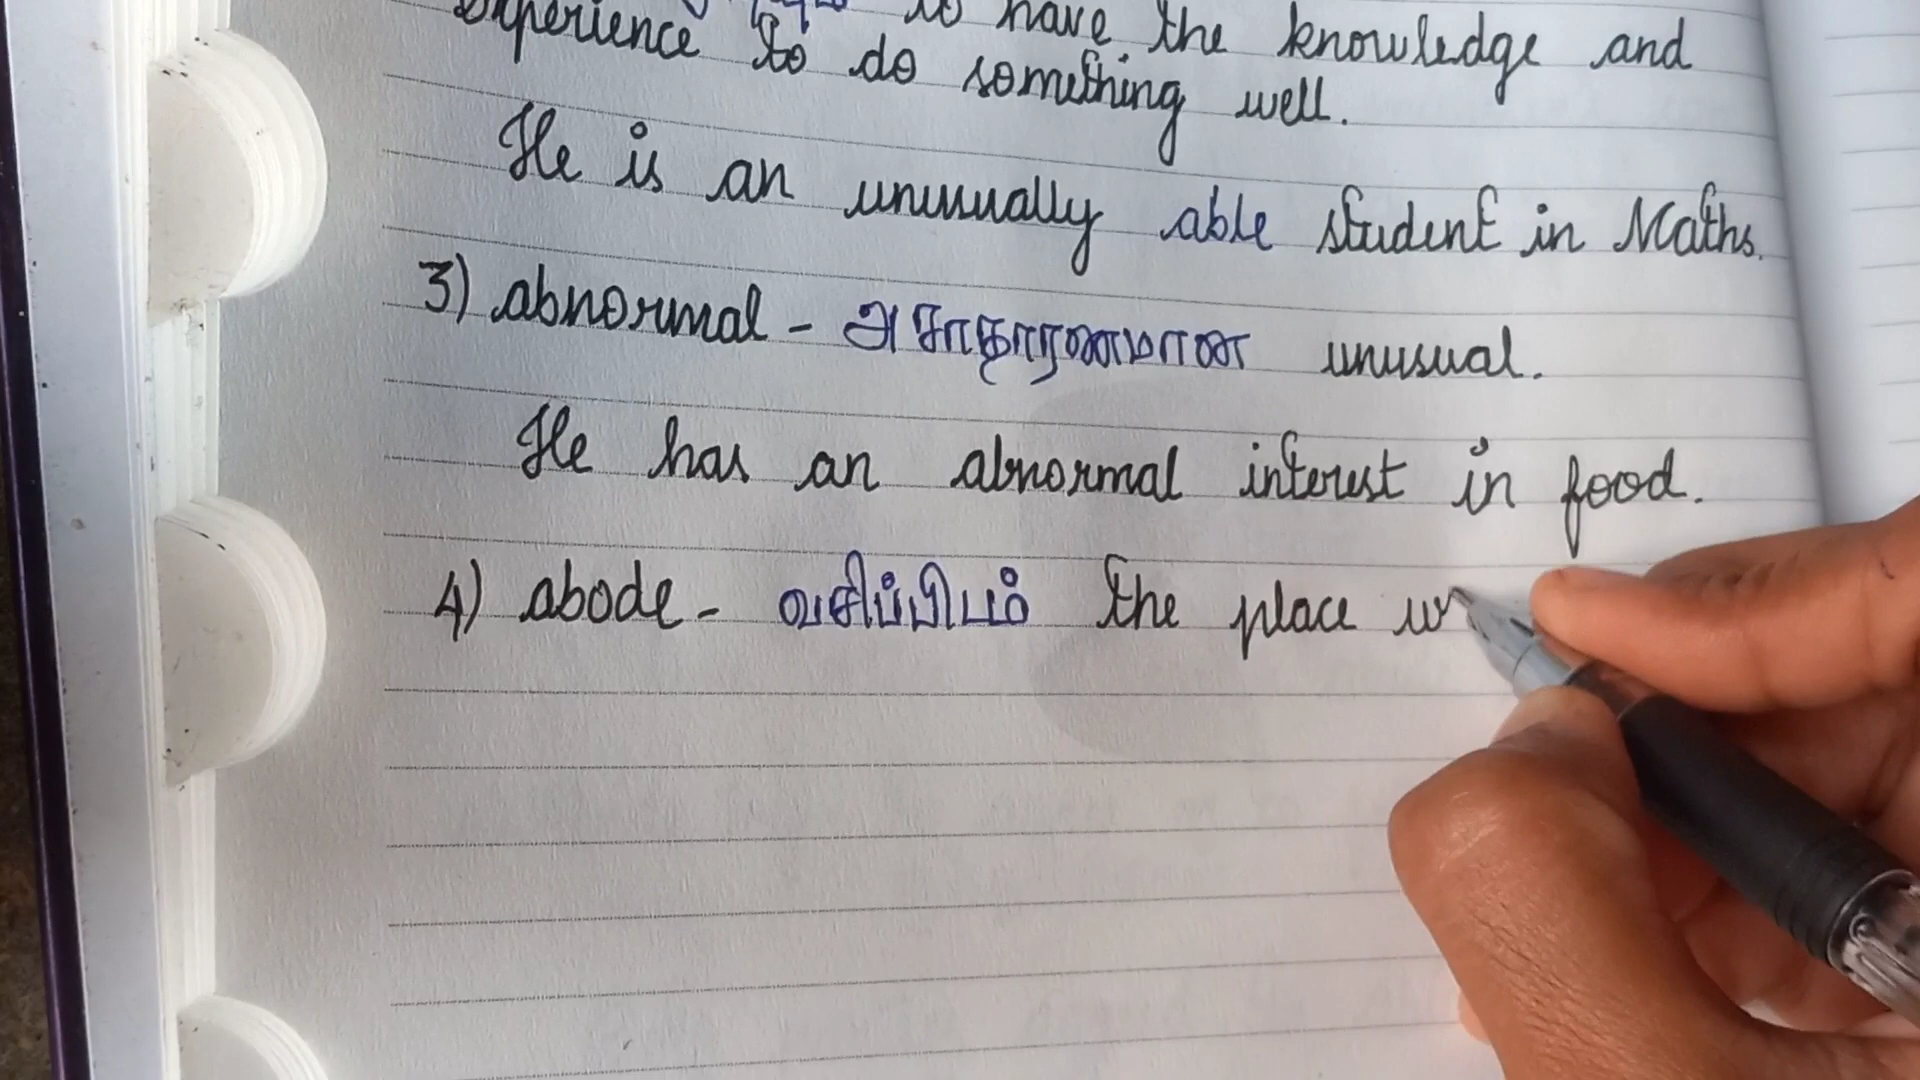 to have the knowledge and
experience to do something well.
He is an unusually able student in Maths.
3) abnormal - அசாதாரணமான unusual.
He has an abnormal interest in food.
4) abode - வசிப்பிடம் the place w